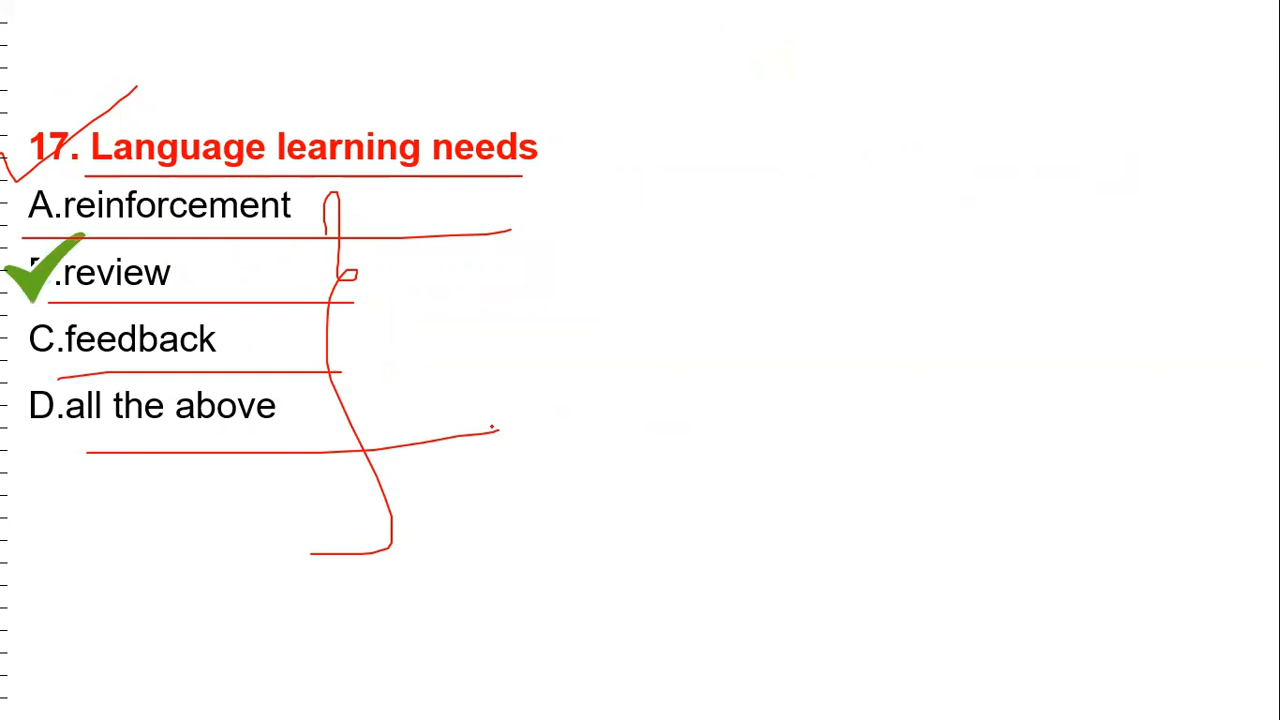 17. Language learning needs
A.reinforcement
.review
C.feedback
D.all the above